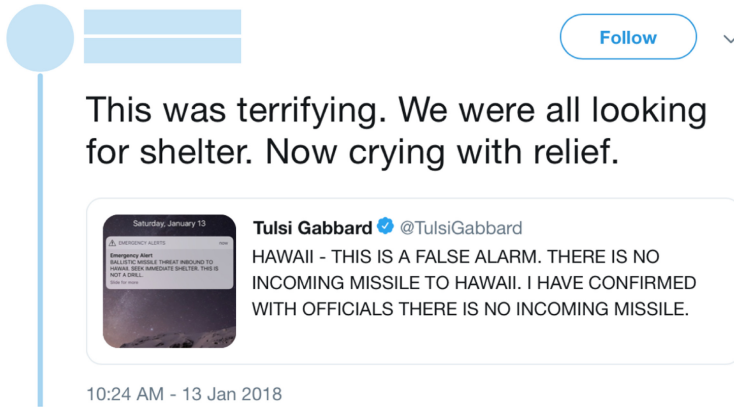 Follow
This was terrifying. We were all looking
for shelter. Now crying with relief.
Saturday, January 13
EMERGENCY ALERTS now
Emergency Alert
BALLISTIC MISSILE THREAT INBOUND TO
HAWAII. SEEK IMMEDIATE SHELTER. THIS IS
NOT A DRILL.
Slide for more
Tulsi Gabbard @TulsiGabbard
HAWAII - THIS IS A FALSE ALARM. THERE IS NO
INCOMING MISSILE TO HAWAII. I HAVE CONFIRMED
WITH OFFICIALS THERE IS NO INCOMING MISSILE.
10:24 AM - 13 Jan 2018